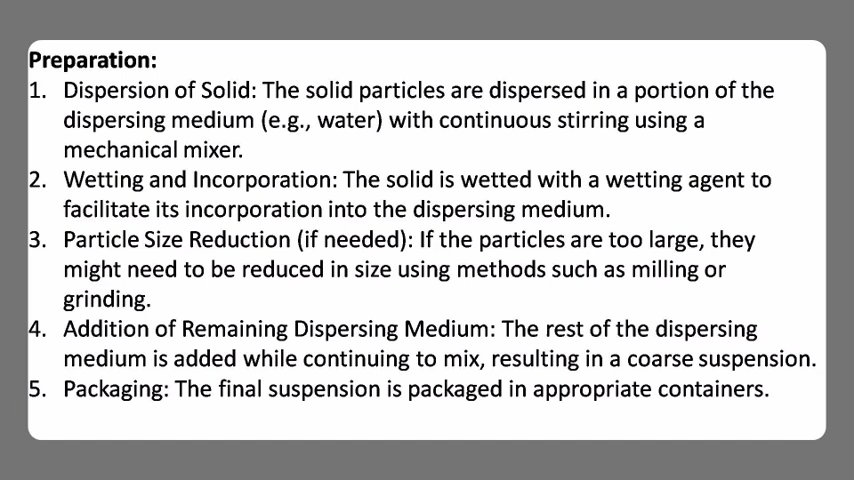 Preparation:
1. Dispersion of Solid: The solid particles are dispersed in a portion of the
dispersing medium (e.g., water) with continuous stirring using a
mechanical mixer.
2. Wetting and Incorporation: The solid is wetted with a wetting agent to
facilitate its incorporation into the dispersing medium.
3. Particle Size Reduction (if needed): If the particles are too large, they
might need to be reduced in size using methods such as milling or
grinding.
4. Addition of Remaining Dispersing Medium: The rest of the dispersing
medium is added while continuing to mix, resulting in a coarse suspension.
5. Packaging: The final suspension is packaged in appropriate containers.